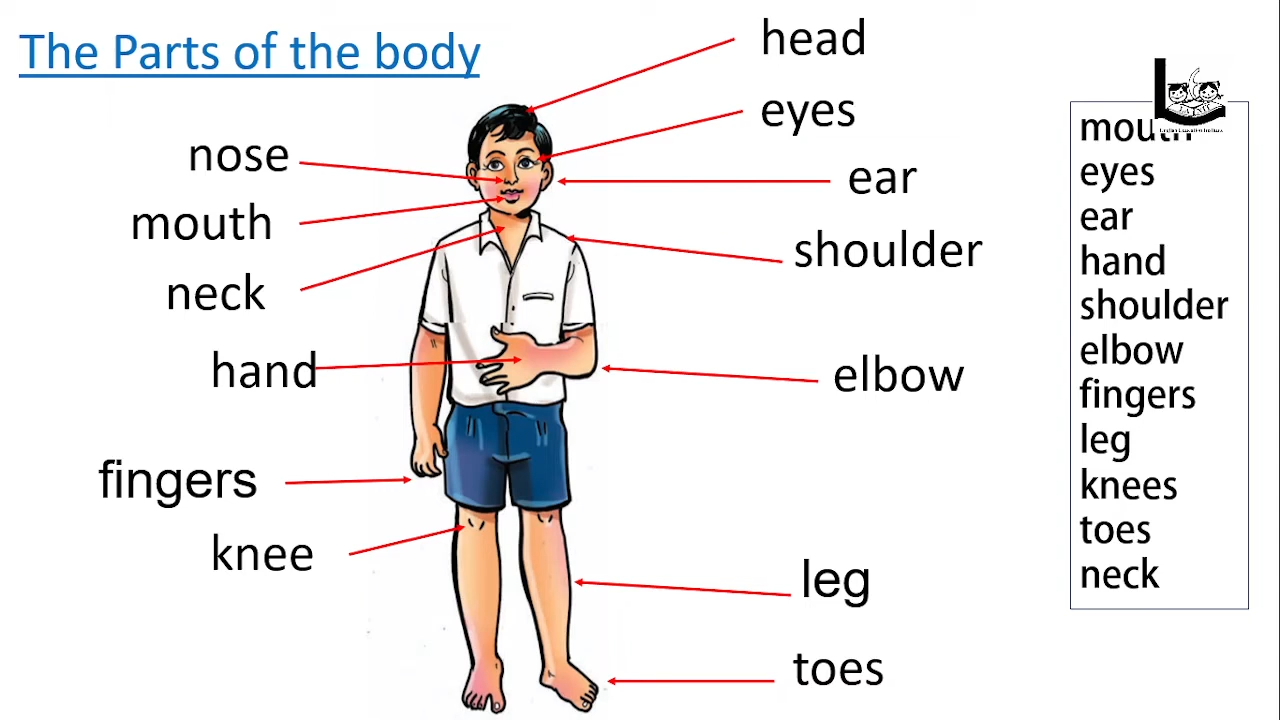 The Parts of the body
head
eyes
nose
ear
mouth
shoulder
neck
hand
elbow
fingers
knee
leg
toes
mouth
eyes
ear
hand
shoulder
elbow
fingers
leg
knees
toes
neck